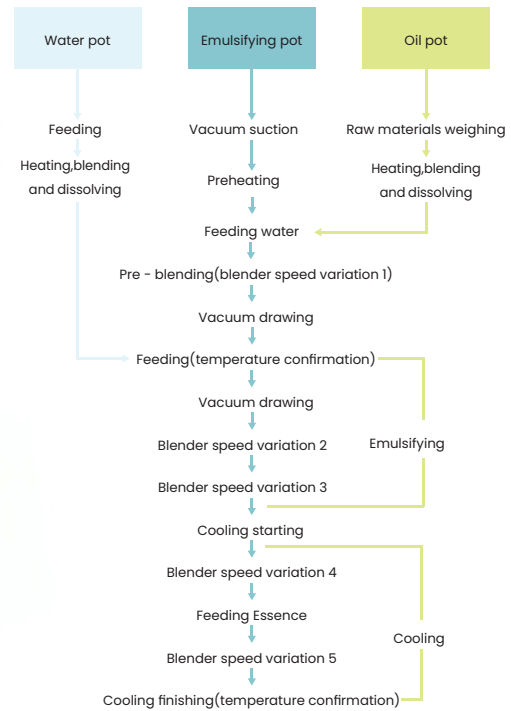 Water pot
Emulsifying pot
Oil pot
Feeding
Vacuum suction
Raw materials weighing
Heating,blending
and dissolving
Preheating
Heating,blending
and dissolving
Feeding water
Pre - blending(blender speed variation 1)
Vacuum drawing
Feeding(temperature confirmation)
Vacuum drawing
Blender speed variation 2
Emulsifying
Blender speed variation 3
Cooling starting
Blender speed variation 4
Feeding Essence
Cooling
Blender speed variation 5
Cooling finishing(temperature confirmation)